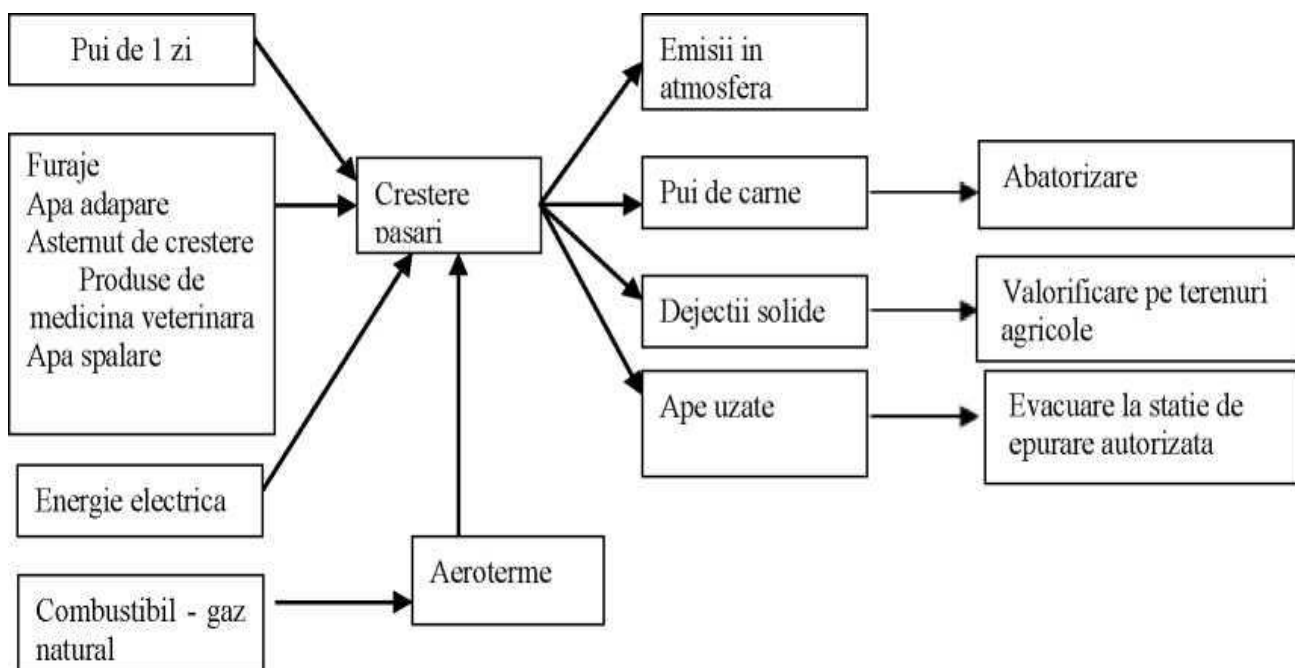 Pui de 1 zi
Furaje
Apa adapare
Asternut de crestere
Produse de
medicina veterinara
Apa spalare
Energie electrica
Combustibil - gaz
natural
Aeroterme
Crestere
pasari
Emisii in
atmosfera
Pui de carne
Dejectii solide
Ape uzate
Abatorizare
Valorificare pe terenuri
agricole
Evacuare la statie de
epurare autorizata